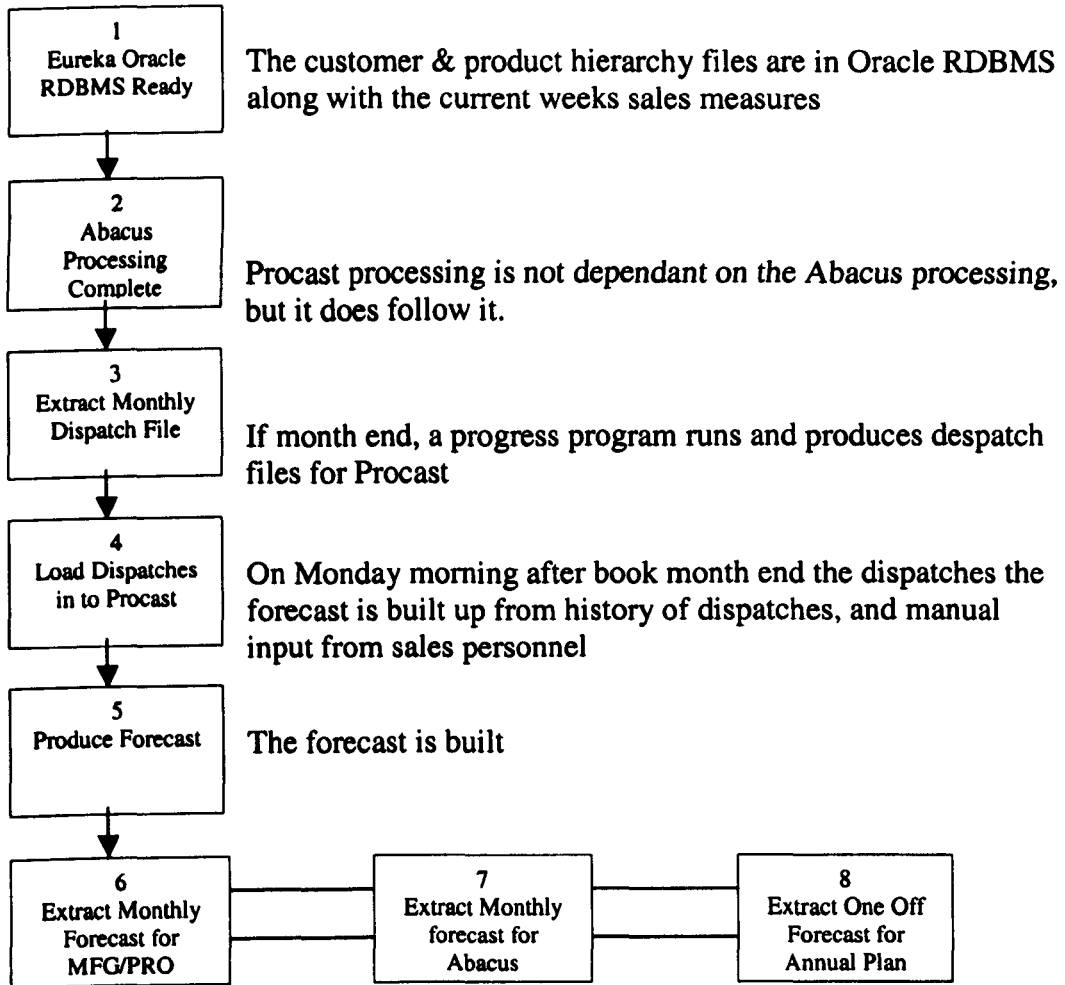 1
Eureka Oracle
RDBMS Ready
The customer & product hierarchy files are in Oracle RDBMS
along with the current weeks sales measures
2
Abacus
Processing
Complete
Procast processing is not dependant on the Abacus processing,
but it does follow it.
3
Extract Monthly
Dispatch File
If month end, a progress program runs and produces despatch
files for Procast
4
Load Dispatches
in to Procast
On Monday morning after book month end the dispatches the
forecast is built up from history of dispatches, and manual
input from sales personnel
5
Produce Forecast
The forecast is built
6
Extract Monthly
Forecast for
MFG/PRO
7
Extract Monthly
forecast for
Abacus
8
Extract One Off
Forecast for
Annual Plan